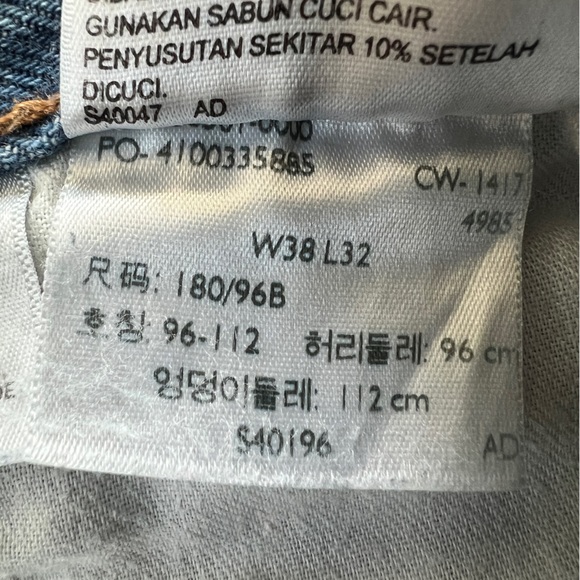 GUNAKAN SABUN CUCI CAIR.
PENYUSUTAN SEKITAR 10% SETELAH
DICUCI.
S40047 AD
PO- 4100335885
CW- 1417
4985
W38 L32
尺码: 180/96B
호칭: 96-112 허리둘레: 96 cm
엉덩이둘레: 112 cm
S40196 AD